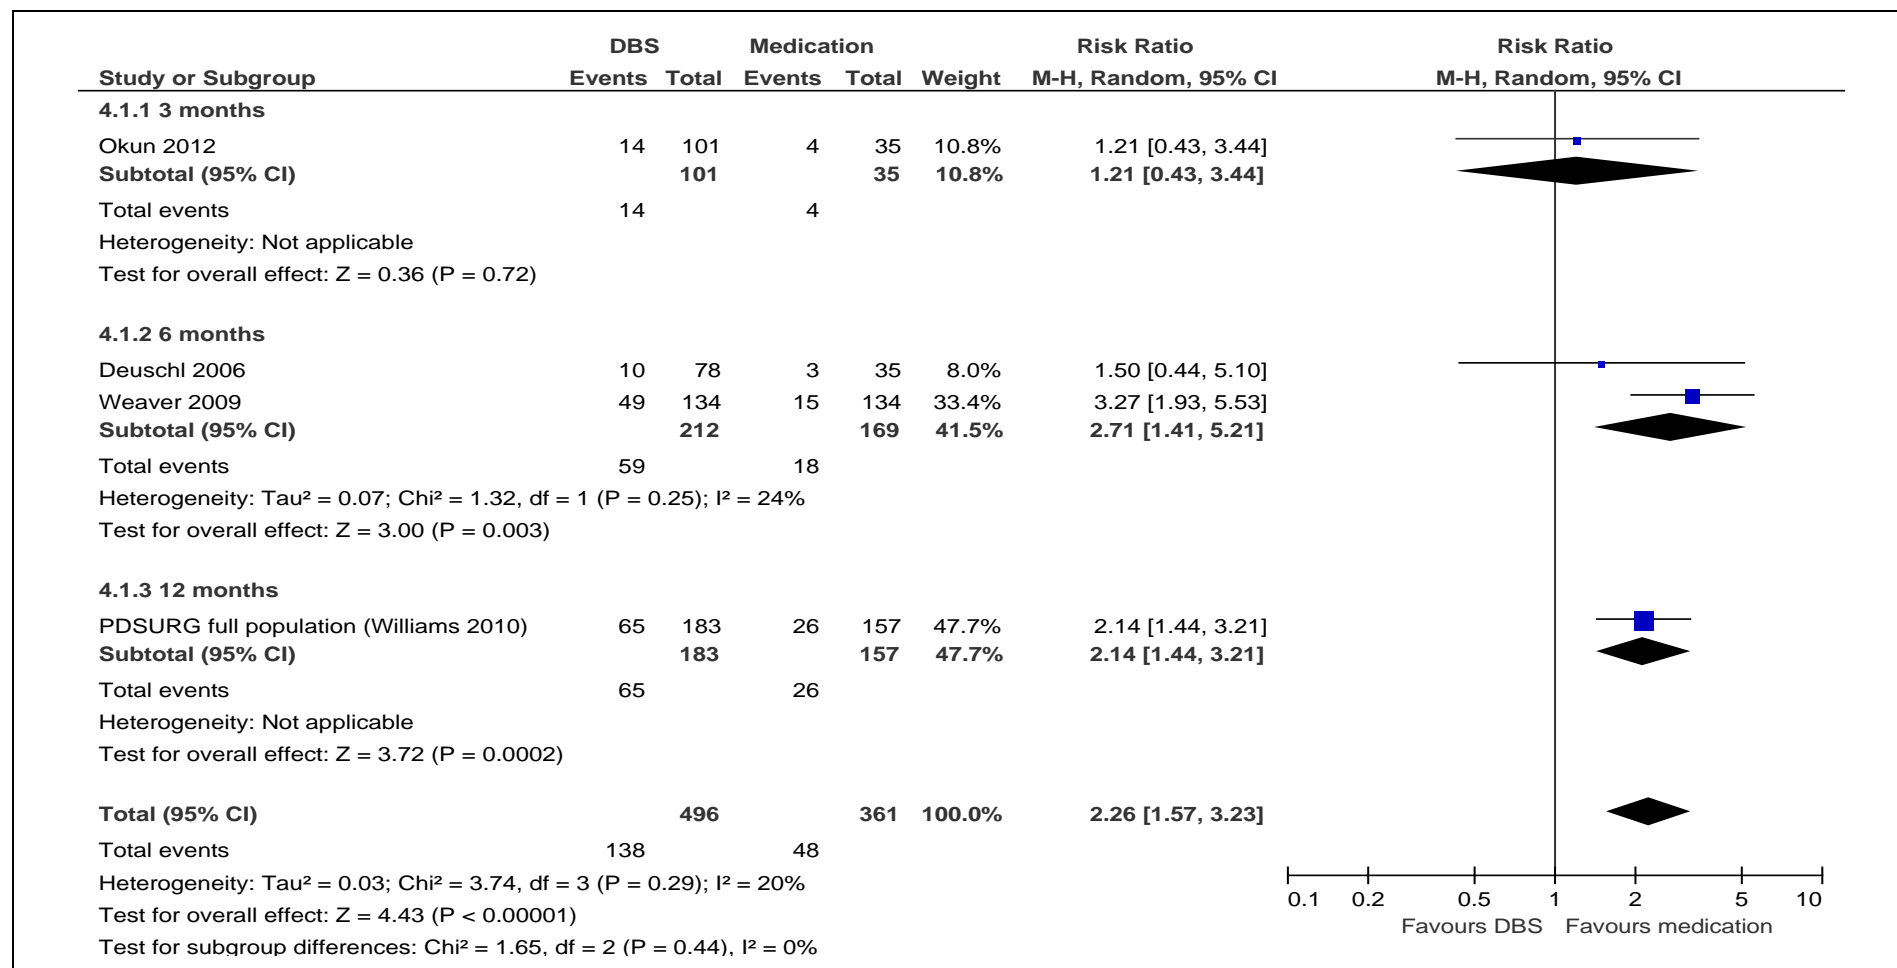 DBS Medication Risk Ratio Risk Ratio
Study or Subgroup Events Total Events Total Weight M-H, Random, 95% CI M-H, Random, 95% CI
4.1.1 3 months
Okun 2012 14 101 4 35 10.8% 1.21 [0.43, 3.44]
Subtotal (95% CI) 101 35 10.8% 1.21 [0.43, 3.44]
Total events 14 4
Heterogeneity: Not applicable
Test for overall effect: Z = 0.36 (P = 0.72)
4.1.2 6 months
Deuschl 2006 10 78 3 35 8.0% 1.50 [0.44, 5.10]
Weaver 2009 49 134 15 134 33.4% 3.27 [1.93, 5.53]
Subtotal (95% CI) 212 169 41.5% 2.71 [1.41, 5.21]
Total events 59 18
Heterogeneity: Tau² = 0.07; Chi² = 1.32, df = 1 (P = 0.25); I² = 24%
Test for overall effect: Z = 3.00 (P = 0.003)
4.1.3 12 months
PDSURG full population (Williams 2010) 65 183 26 157 47.7% 2.14 [1.44, 3.21]
Subtotal (95% CI) 183 157 47.7% 2.14 [1.44, 3.21]
Total events 65 26
Heterogeneity: Not applicable
Test for overall effect: Z = 3.72 (P = 0.0002)
Total (95% CI) 496 361 100.0% 2.26 [1.57, 3.23]
Total events 138 48
Heterogeneity: Tau² = 0.03; Chi² = 3.74, df = 3 (P = 0.29); I² = 20%
Test for overall effect: Z = 4.43 (P < 0.00001)
Test for subgroup differences: Chi² = 1.65, df = 2 (P = 0.44), I² = 0%
0.1 0.2 0.5 1 2 5 10
Favours DBS Favours medication